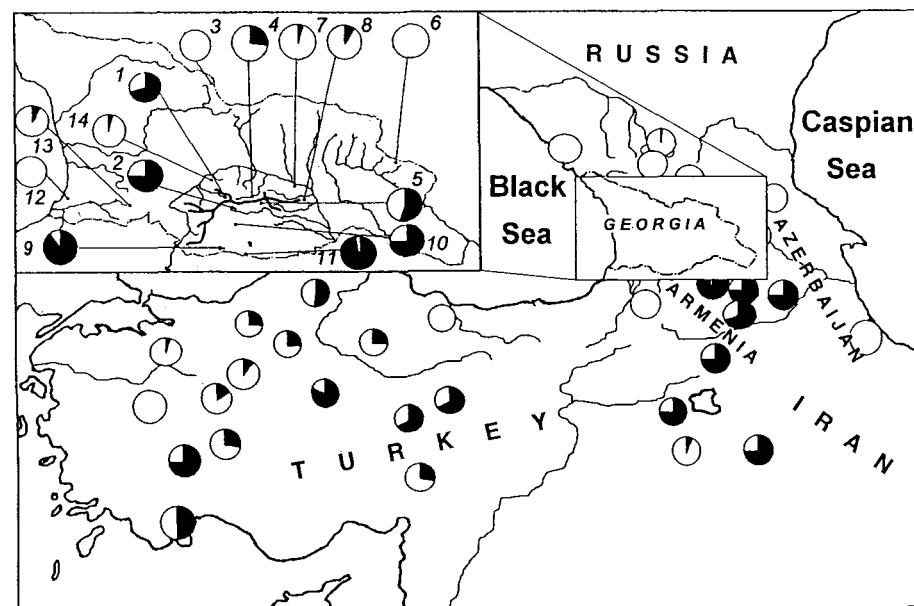 3 4 7 8 6
1
14
13
2
12
5
9
11
10
RUSSIA
Caspian
Sea
Black
Sea
GEORGIA
AZERBAIJAN
ARMENIA
TURKEY
IRAN